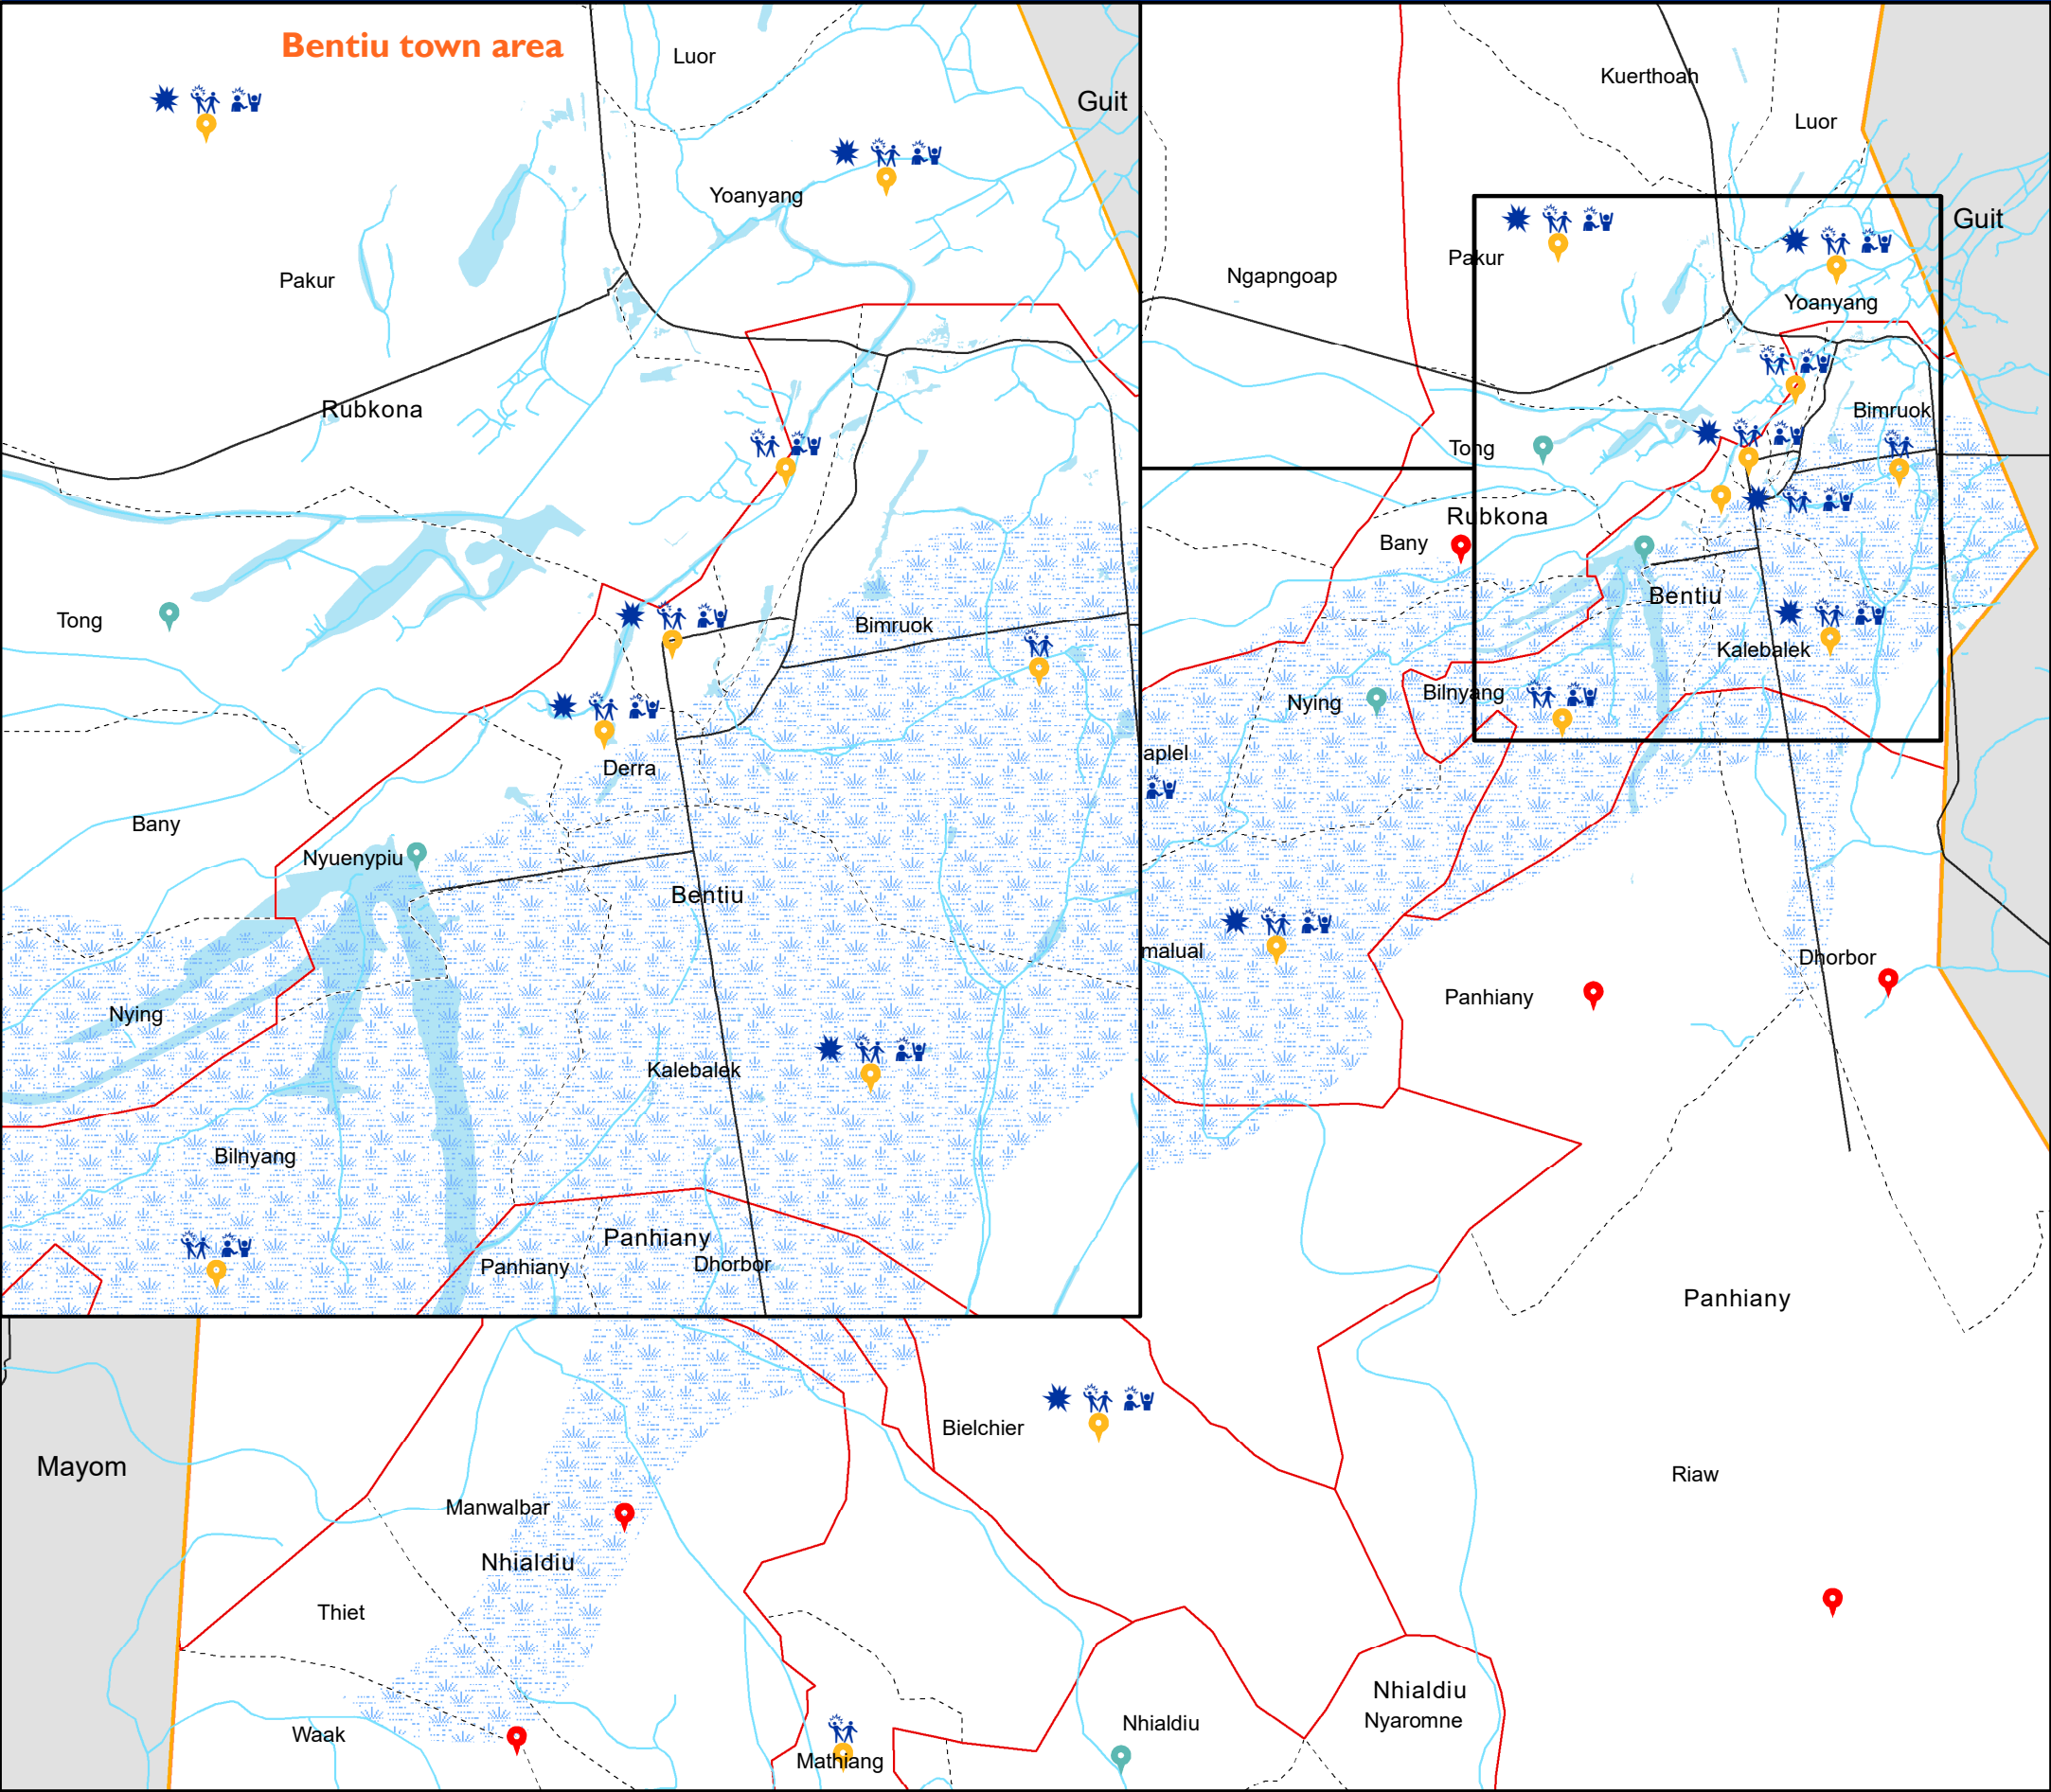 Bentiu town area
Luor
Guit
Yoanyang
Pakur
Rubkona
Tong
Bimruok
Derra
Bany
Nyuenypiu
Bentiu
Nying
Kalebalek
Bilnyang
Panhiany
Panhiany
Dhorbor
Kuerthoah
Luor
Guit
Ngapngoap
Pakur
Yoanyang
Bimruok
Tong
Rubkona
Bany
Bentiu
Kalebalek
Nying
Bilnyang
aplel
malual
Dhorbor
Panhiany
Panhiany
Riaw
Mayom
Bielchier
Manwalbar
Nhialdiu
Thiet
Waak
Mathiang
Nhialdiu
Nhialdiu
Nyaromne